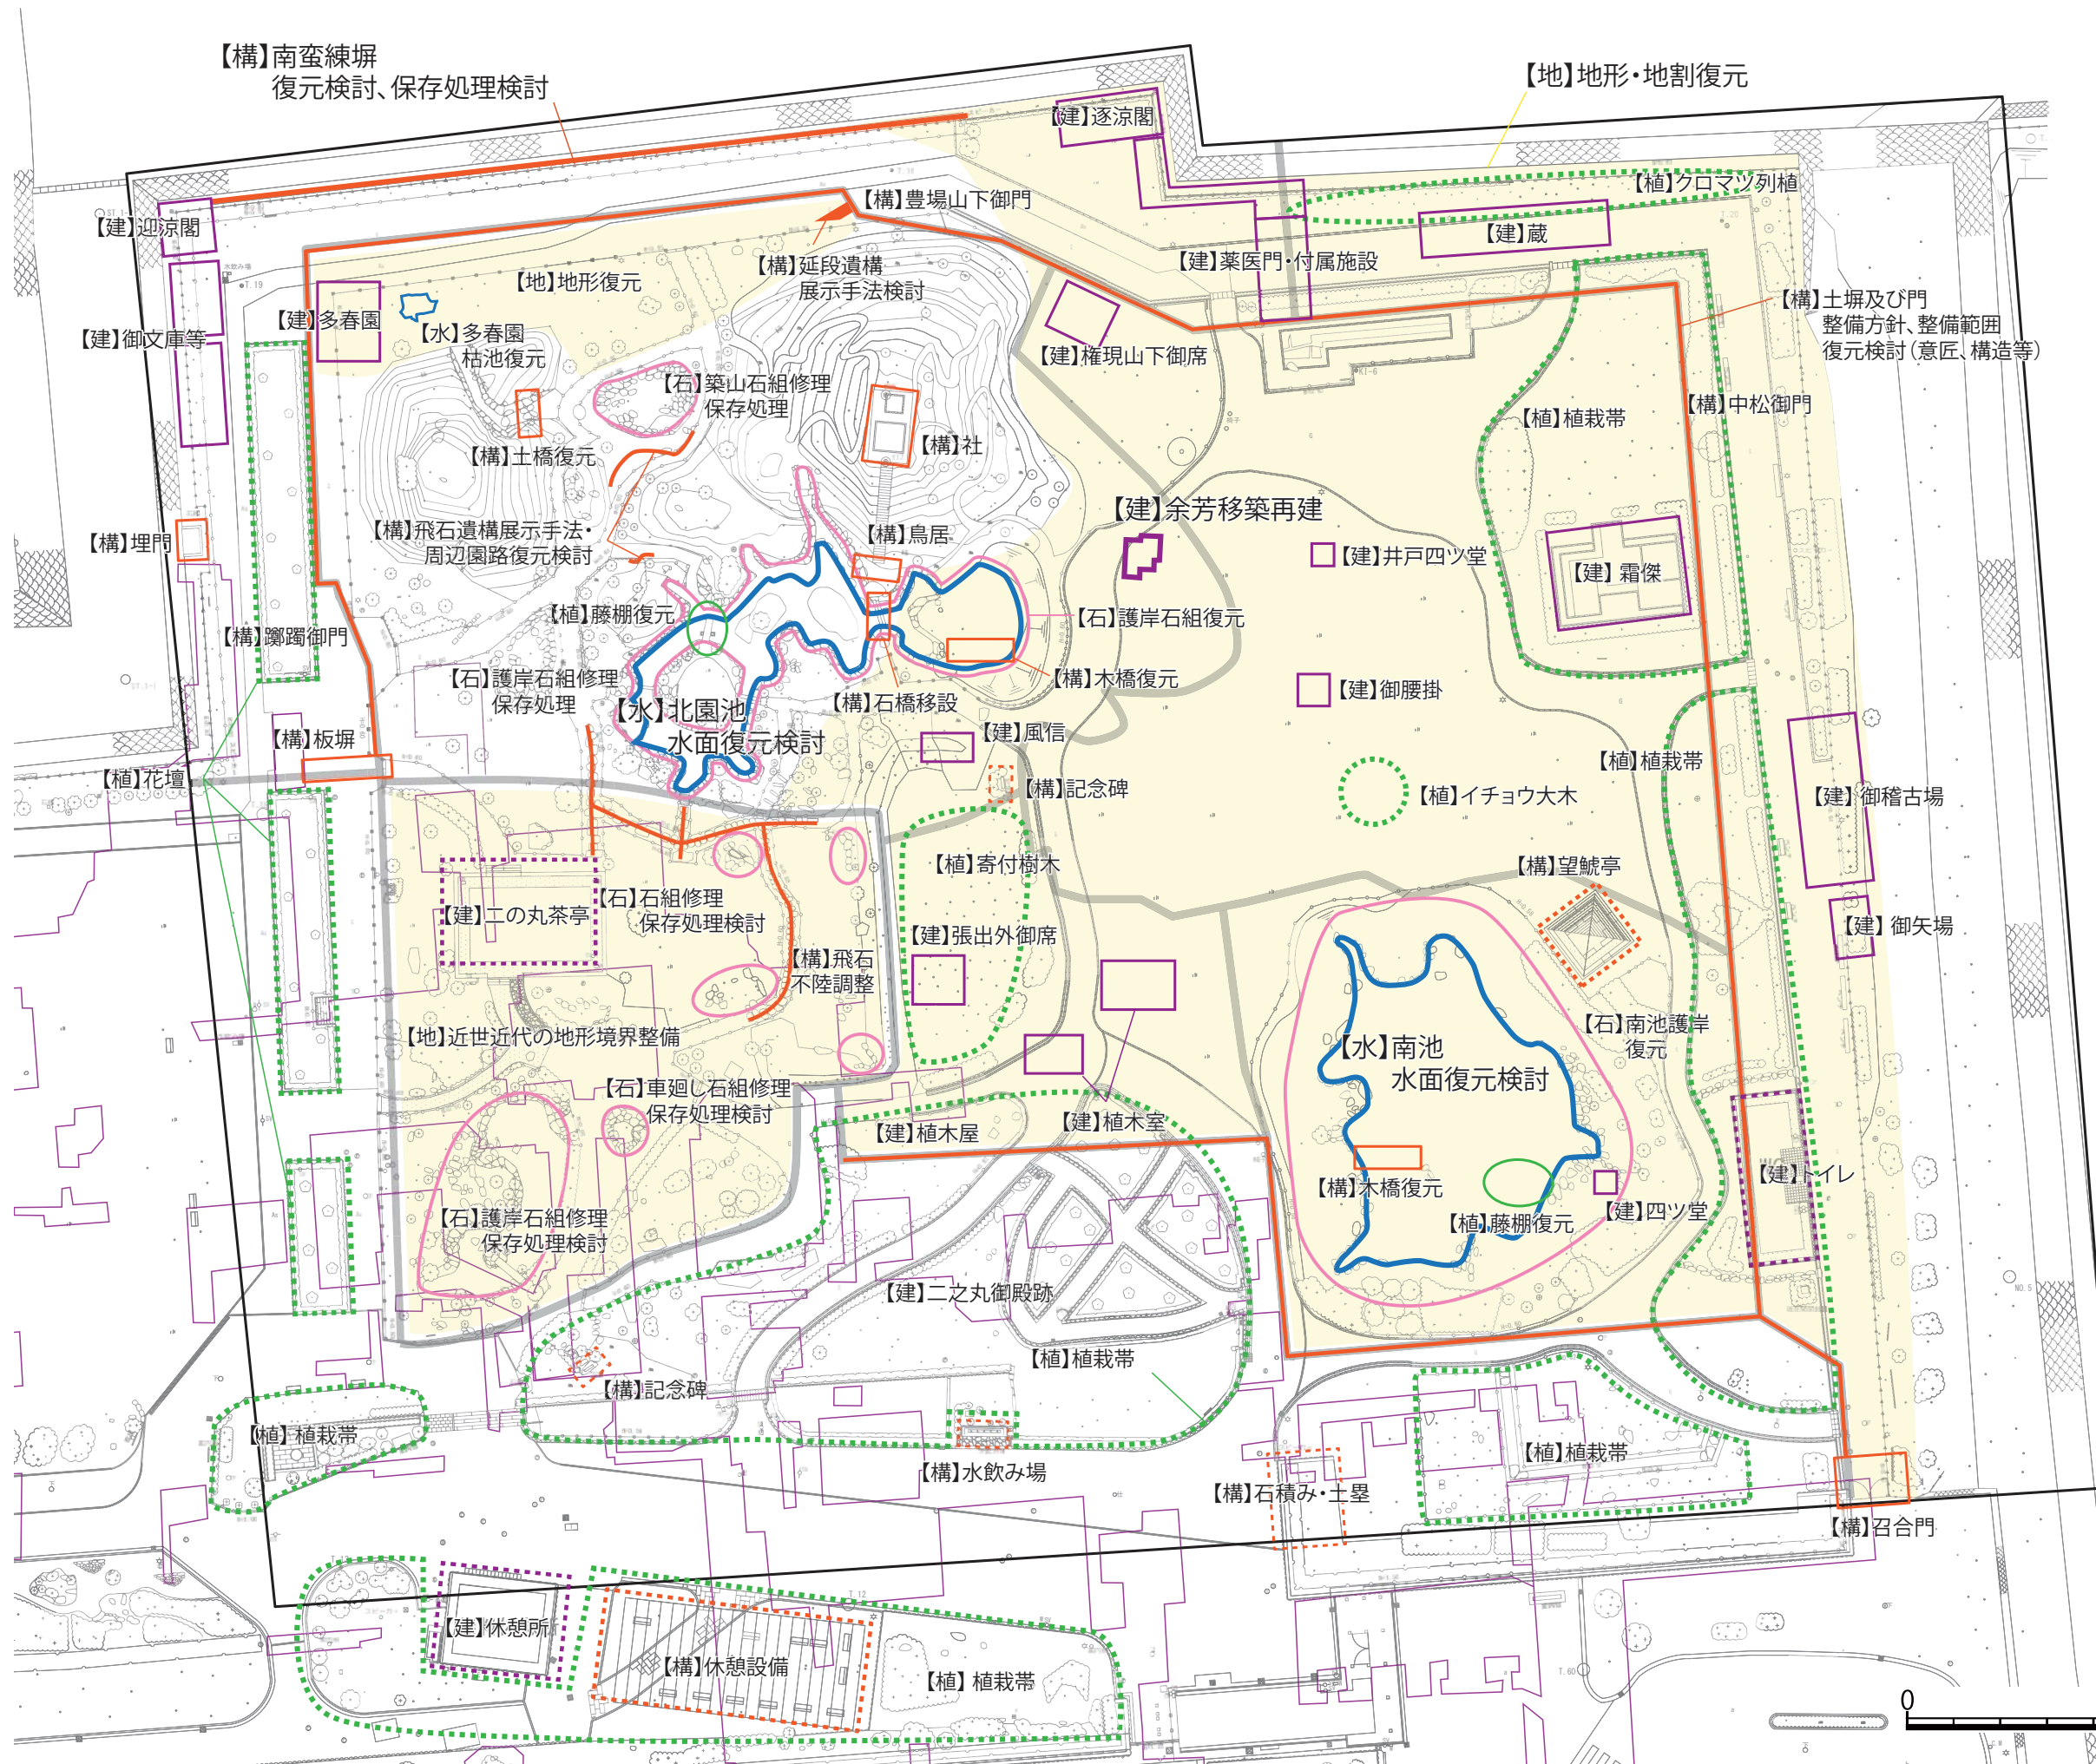 【構】南蛮練塀
復元検討、保存処理検討
【地】地形・地割復元
【建】逐涼閣
【植】クロマツ列植
【構】豊場山下御門
【建】迎涼閣
【建】蔵
【建】薬医門・付属施設
【構】延段遺構
展示手法検討
【地】地形復元
【構】土塀及び門
整備方針、整備範囲
復元検討(意匠、構造等)
【建】多春園
【水】多春園
枯池復元
【建】御文庫等
【建】権現山下御席
【石】築山石組修理
保存処理
【植】植栽帯
【構】中松御門
【構】社
【構】土橋復元
【建】余芳移築再建
【構】飛石遺構展示手法・
周辺園路復元検討
【構】鳥居
【構】埋門
【建】井戸四ツ堂
【建】霜傑
【植】藤棚復元
【石】護岸石組復元
【構】躑躅御門
【石】護岸石組修理
保存処理
【構】木橋復元
【建】御腰掛
【構】石橋移設
【水】北園池
水面復元検討
【建】風信
【構】板塀
【植】植栽帯
【植】花壇
【構】記念碑
【植】イチョウ大木
【建】御稽古場
【植】寄付樹木
【構】望鯱亭
【石】石組修理
保存処理検討
【建】二の丸茶亭
【建】御矢場
【建】張出外御席
【構】飛石
不陸調整
【石】南池護岸
復元
【地】近世近代の地形境界整備
【水】南池
水面復元検討
【石】車廻し石組修理
保存処理検討
【建】植木室
【建】植木屋
【建】トイレ
【構】木橋復元
【石】護岸石組修理
保存処理検討
【植】藤棚復元
【建】四ツ堂
【建】二之丸御殿跡
【植】植栽帯
【構】記念碑
【植】植栽帯
【植】植栽帯
【構】水飲み場
【構】石積み・土塁
【構】召合門
【建】休憩所
【構】休憩設備
【植】植栽帯
0